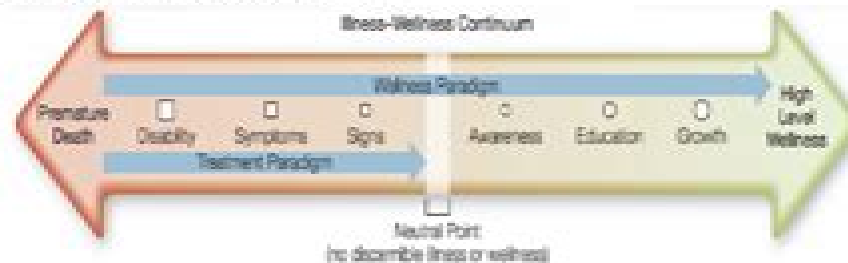 Illness-Wellness Continuum
Wellness Paradigm
Premature
Death
Disability
Symptoms
Signs
Awareness
Education
Growth
High
Level
Wellness
Treatment Paradigm
Neutral Point
(no discernible illness or wellness)